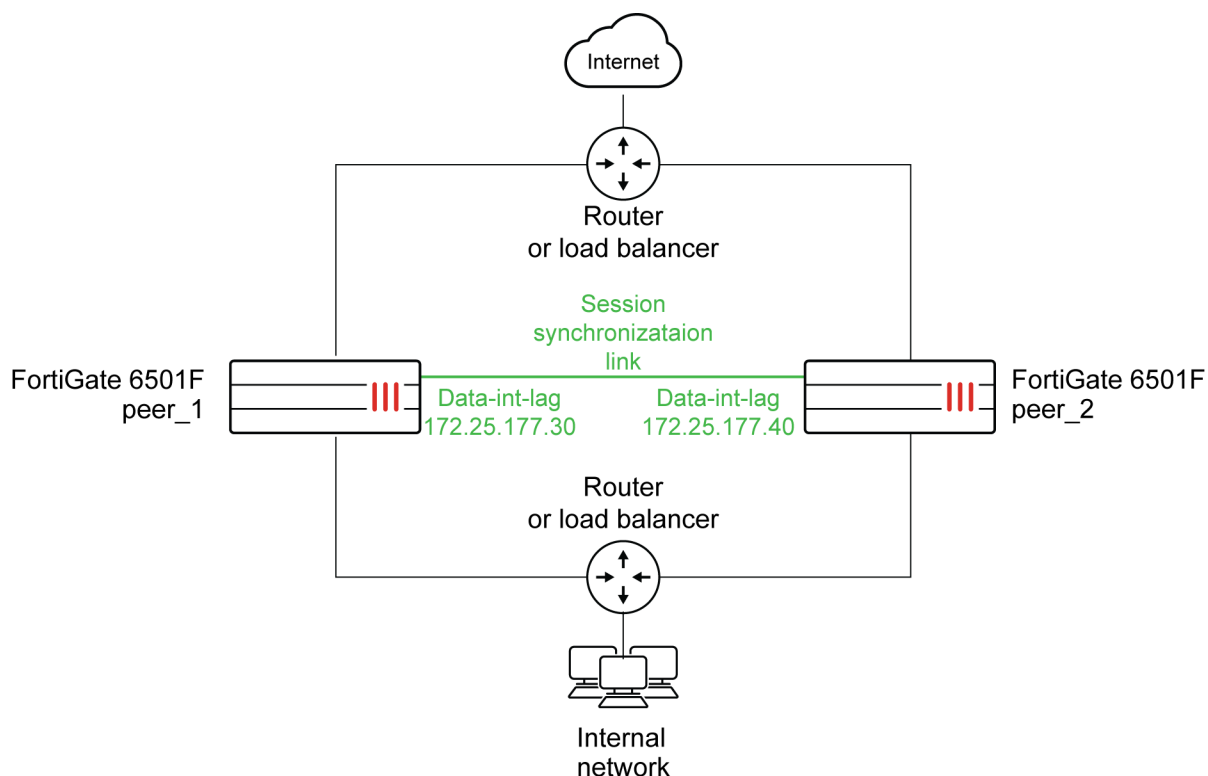 Internet
Router
or load balancer
Session
synchronizataion
link
FortiGate 6501F
peer_1
Data-int-lag
172.25.177.30
Data-int-lag
172.25.177.40
FortiGate 6501F
peer_2
Router
or load balancer
Internal
network